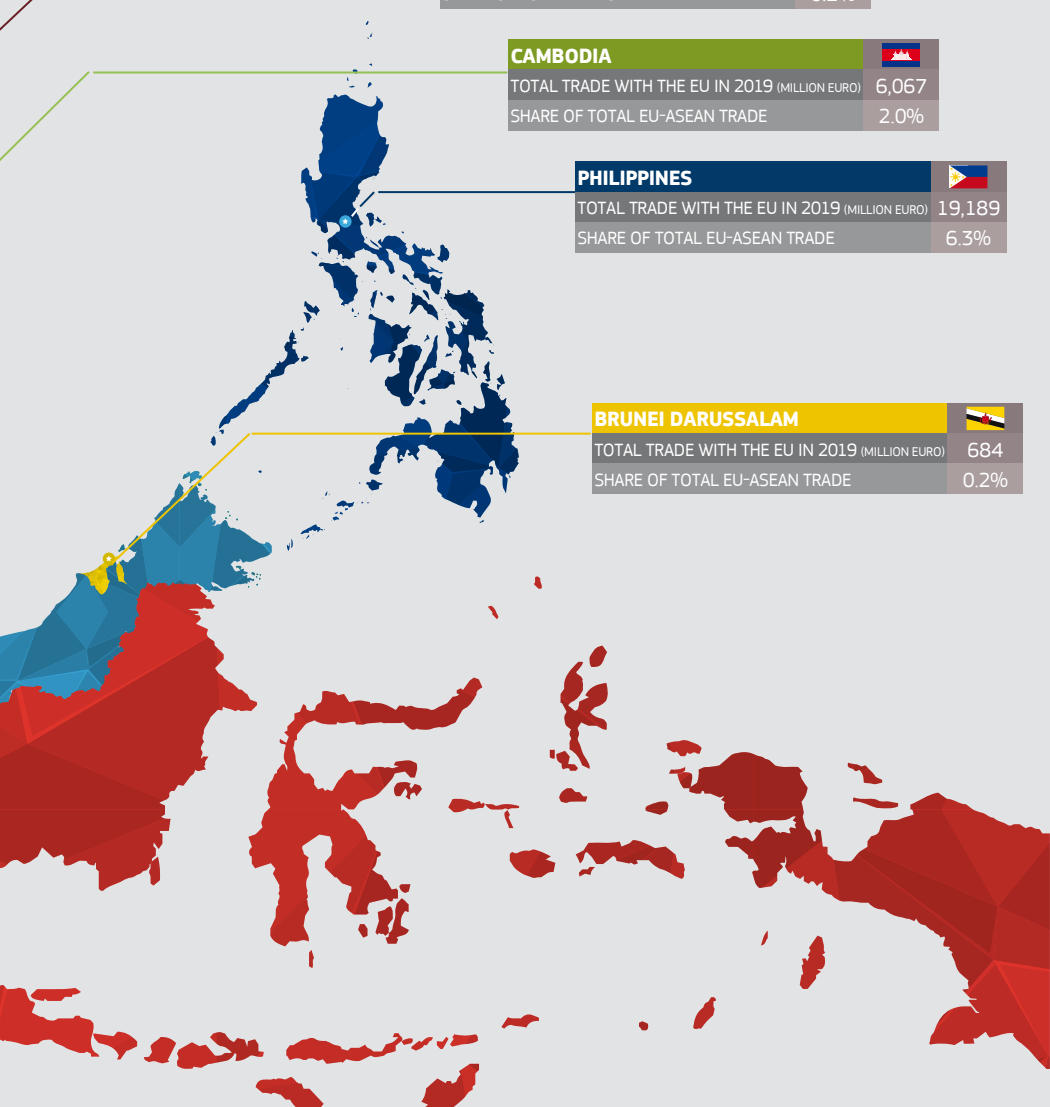 CAMBODIA
TOTAL TRADE WITH THE EU IN 2019 (MILLION EURO) 6,067
SHARE OF TOTAL EU-ASEAN TRADE 2.0%
PHILIPPINES
TOTAL TRADE WITH THE EU IN 2019 (MILLION EURO) 19,189
SHARE OF TOTAL EU-ASEAN TRADE 6.3%
BRUNEI DARUSSALAM
TOTAL TRADE WITH THE EU IN 2019 (MILLION EURO) 684
SHARE OF TOTAL EU-ASEAN TRADE 0.2%